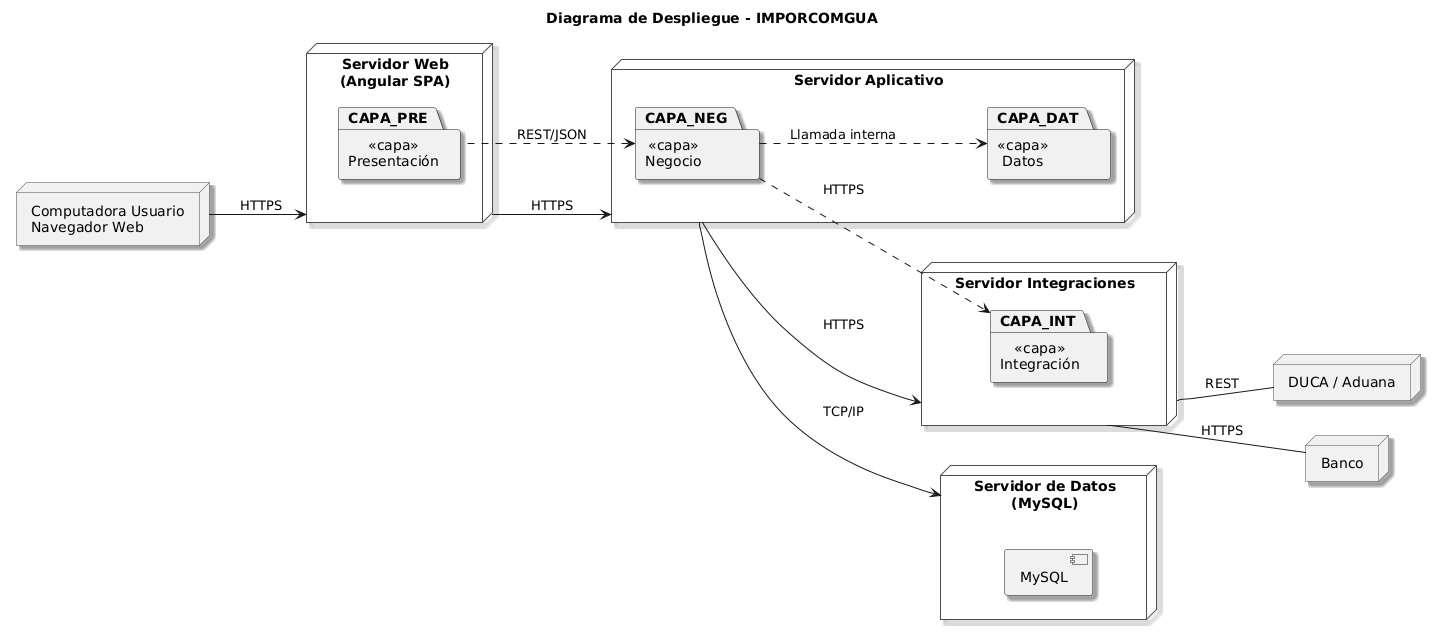 Diagrama de Despliegue - IMPORCOMGUA
Servidor Web
(Angular SPA)
CAPA_PRE
«capa»
Presentación
REST/JSON
Servidor Aplicativo
CAPA_NEG
«capa»
Negocio
Llamada interna
CAPA_DAT
«capa»
Datos
HTTPS
Computadora Usuario
Navegador Web
HTTPS
HTTPS
Servidor Integraciones
CAPA_INT
«capa»
Integración
HTTPS
TCP/IP
REST
DUCA / Aduana
HTTPS
Banco
Servidor de Datos
(MySQL)
MySQL